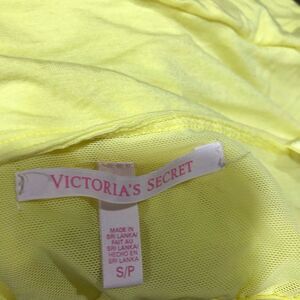 VICTORIA'S SECRET
MADE IN
SRI LANKA/
FAIT AU
SRI LANKA/
HECHO EN
SRI LANKA
S/P